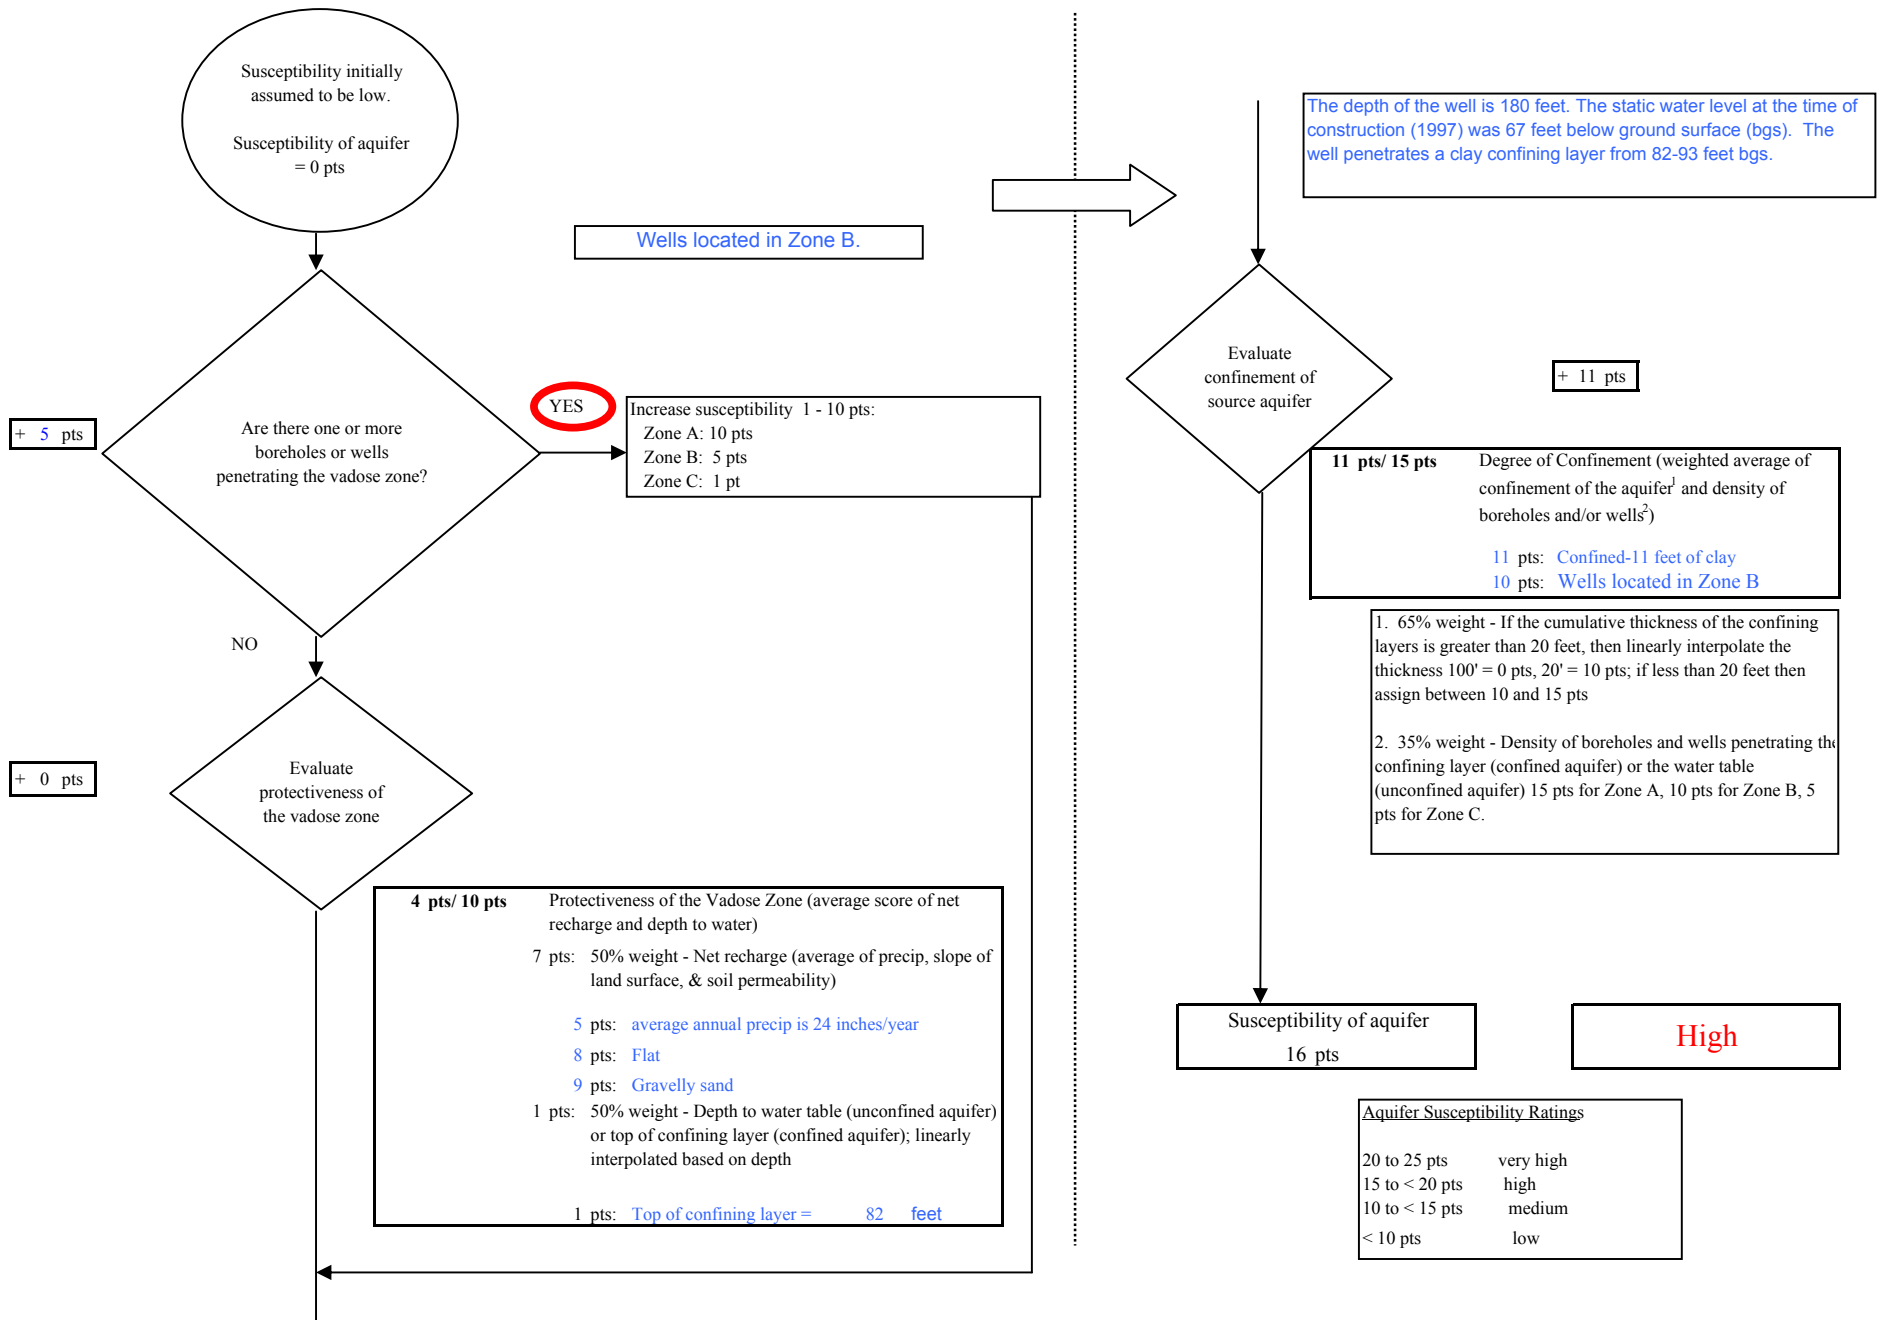 Susceptibility initially
assumed to be low.
Susceptibility of aquifer
= 0 pts
Wells located in Zone B.
+ 5 pts
Are there one or more
boreholes or wells
penetrating the vadose zone?
YES
Increase susceptibility 1 - 10 pts:
Zone A: 10 pts
Zone B: 5 pts
Zone C: 1 pt
NO
+ 0 pts
Evaluate
protectiveness of
the vadose zone
4 pts/ 10 pts Protectiveness of the Vadose Zone (average score of net
recharge and depth to water)
7 pts: 50% weight - Net recharge (average of precip, slope of
land surface, & soil permeability)
5 pts: average annual precip is 24 inches/year
8 pts: Flat
9 pts: Gravelly sand
1 pts: 50% weight - Depth to water table (unconfined aquifer)
or top of confining layer (confined aquifer); linearly
interpolated based on depth
1 pts: Top of confining layer = 82 feet
The depth of the well is 180 feet. The static water level at the time of
construction (1997) was 67 feet below ground surface (bgs). The
well penetrates a clay confining layer from 82-93 feet bgs.
Evaluate
confinement of
source aquifer
+ 11 pts
11 pts/ 15 pts Degree of Confinement (weighted average of
confinement of the aquifer1 and density of
boreholes and/or wells2)
11 pts: Confined-11 feet of clay
10 pts: Wells located in Zone B
1. 65% weight - If the cumulative thickness of the confining
layers is greater than 20 feet, then linearly interpolate the
thickness 100' = 0 pts, 20' = 10 pts; if less than 20 feet then
assign between 10 and 15 pts
2. 35% weight - Density of boreholes and wells penetrating the
confining layer (confined aquifer) or the water table
(unconfined aquifer) 15 pts for Zone A, 10 pts for Zone B, 5
pts for Zone C.
Susceptibility of aquifer
16 pts
High
Aquifer Susceptibility Ratings
20 to 25 pts very high
15 to < 20 pts high
10 to < 15 pts medium
< 10 pts low